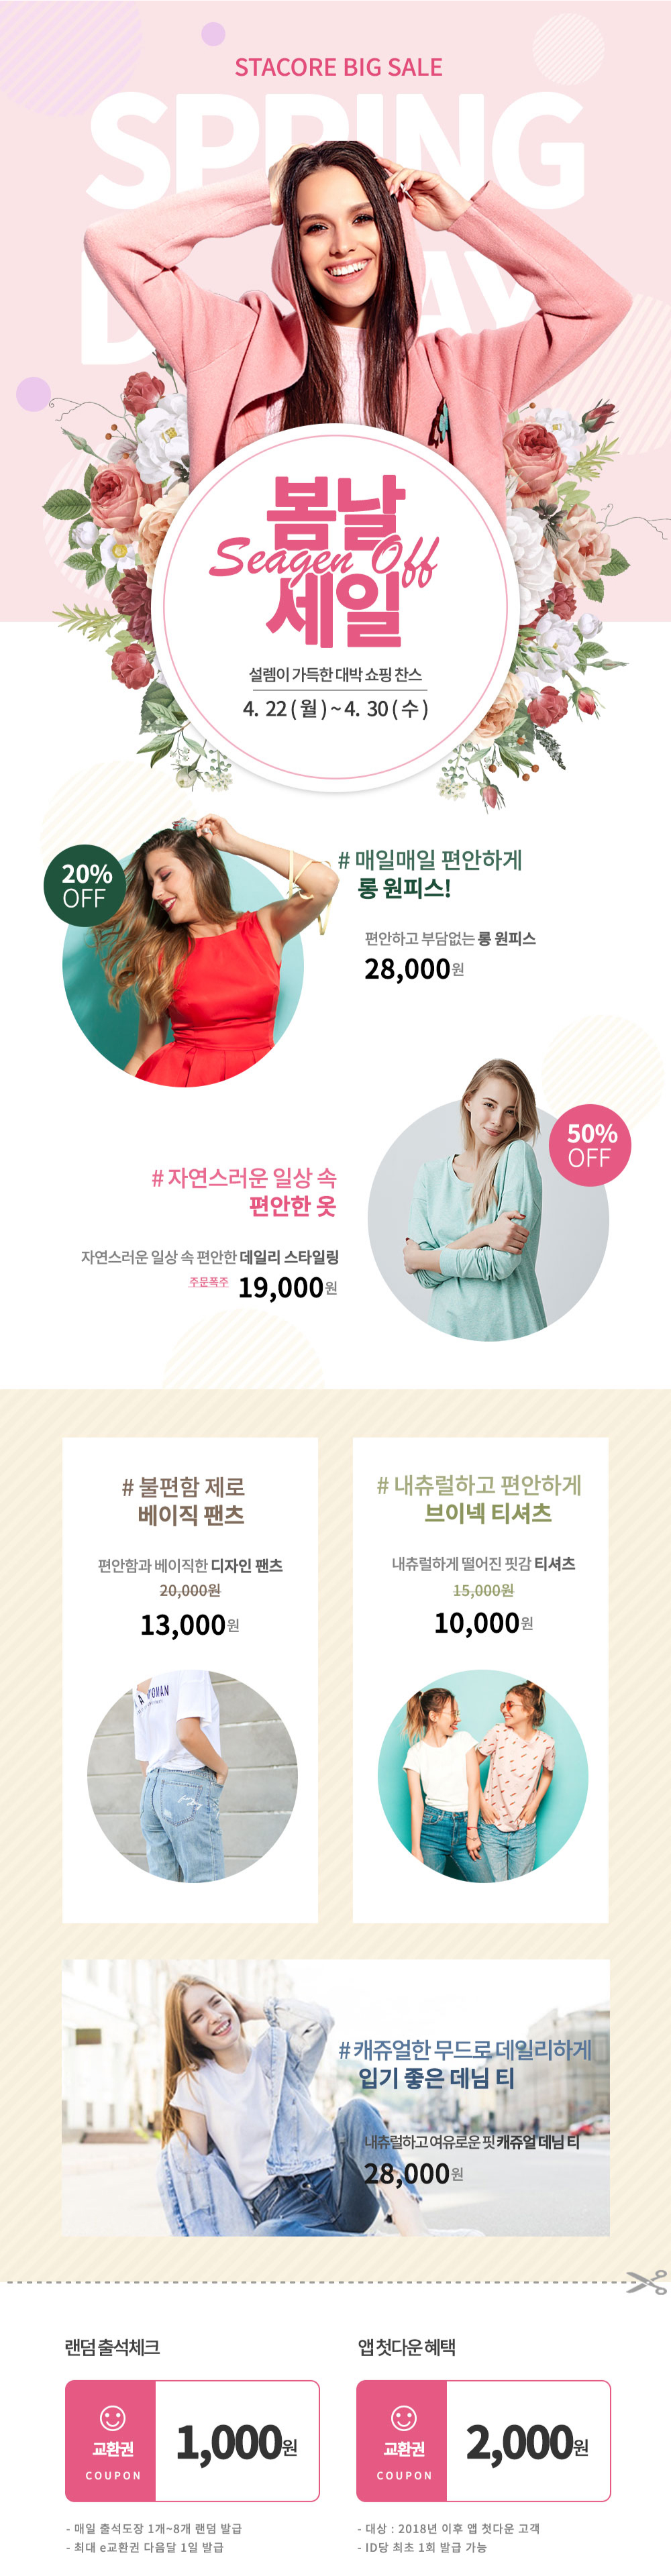 STACORE BIG SALE
SPRING
봄날
Seagen Off
세일
설렘이 가득한 대박 쇼핑 찬스
4. 22 (월) ~ 4. 30 (수)
20%
OFF
# 매일매일 편안하게
롱 원피스!
편안하고 부담없는 롱 원피스
28,000원
50%
OFF
# 자연스러운 일상 속
편안한 옷
자연스러운 일상 속 편안한 데일리 스타일링
주문폭주 19,000원
# 불편함 제로
베이직 팬츠
편안함과 베이직한 디자인 팬츠
20,000원
13,000원
# 내츄럴하고 편안하게
브이넥 티셔츠
내츄럴하게 떨어진 핏감 티셔츠
15,000원
10,000원
# 캐쥬얼한 무드로 데일리하게
입기 좋은 데님 티
내츄럴하고 여유로운 핏 캐쥬얼 데님 티
28,000원
랜덤 출석체크
교환권
COUPON
1,000원
- 매일 출석도장 1개~8개 랜덤 발급
- 최대 e교환권 다음달 1일 발급
앱 첫다운 혜택
교환권
COUPON
2,000원
- 대상 : 2018년 이후 앱 첫다운 고객
- ID당 최초 1회 발급 가능